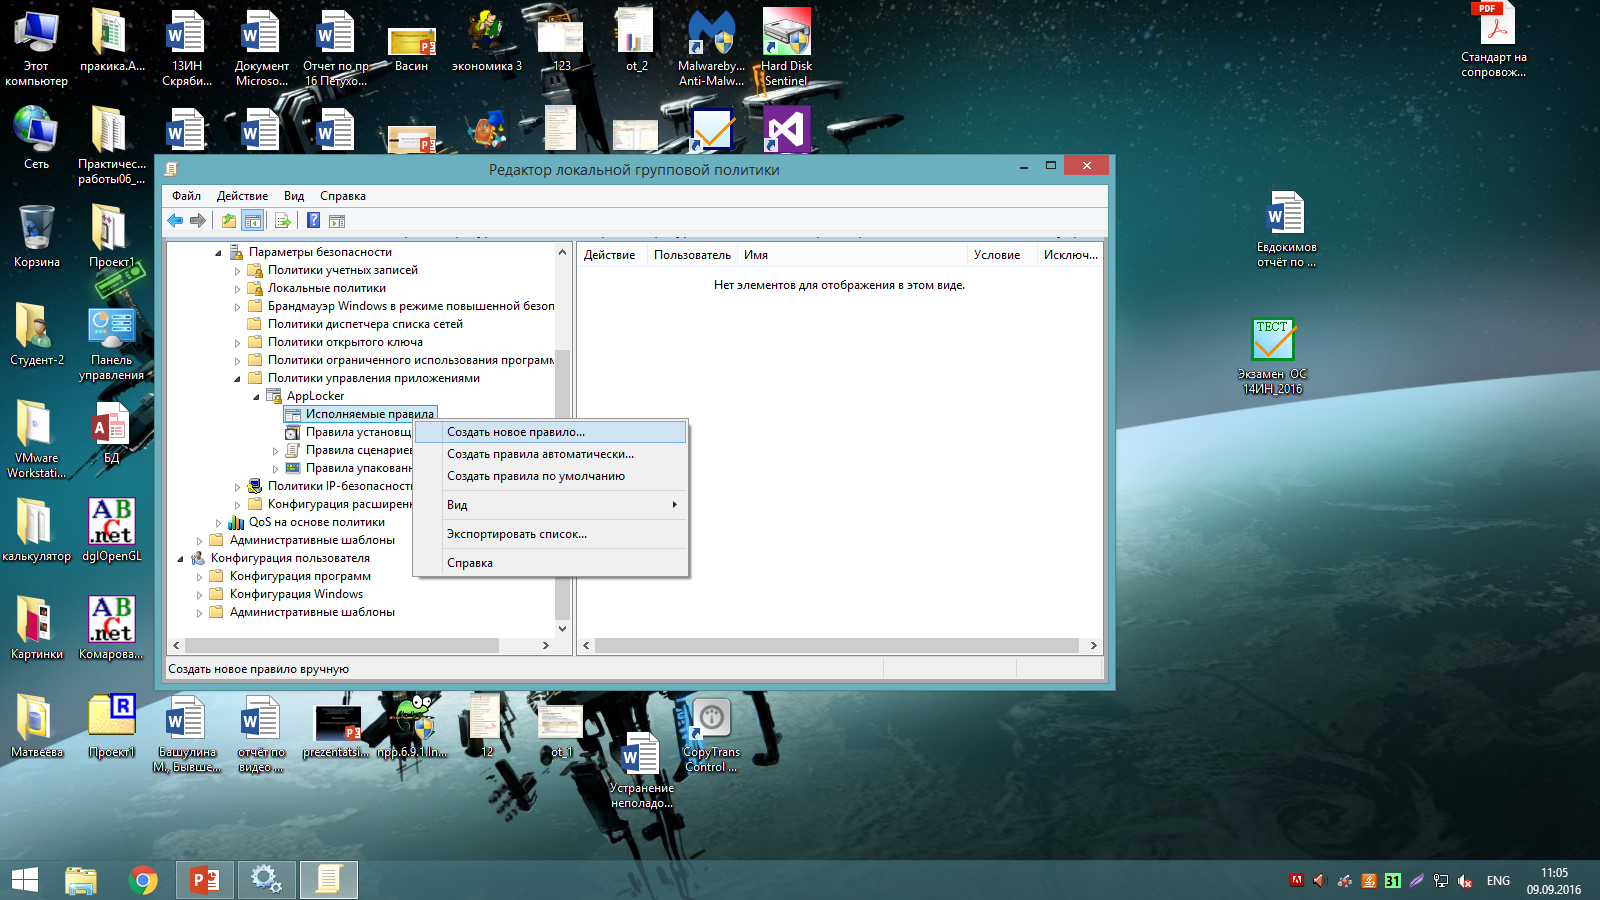 Этот
компьютер
пракика.А...
13ИН
Скряби...
Документ
Microso...
Отчет по пр
16 Петухо...
Васин
экономика 3
123
ot_2
Malwareby...
Anti-Malw...
Hard Disk
Sentinel
PDF
Стандарт на
сопровож...
Сеть
Практичес...
работы06_...
Корзина
Проект1
Студент-2
Панель
управления
VMware
Workstati...
БД
калькулятор
dglOpenGL
Картинки
Комарова...
Матвеева
Проект1
Башулина
М., Бывше...
отчёт по
видео ...
prezentatsi...
npp.6.9.1.In...
12
ot_1
Устранение
неполадо...
CopyTrans
Control ...
Евдокимов
отчёт по ...
ТЕСТ
Экзамен ОС
14ИН_2016
Редактор локальной групповой политики
Файл Действие Вид Справка
Параметры безопасности
Политики учетных записей
Локальные политики
Брандмауэр Windows в режиме повышенной безоп
Политики диспетчера списка сетей
Политики открытого ключа
Политики ограниченного использования программ
Политики управления приложениями
AppLocker
Исполняемые правила
Правила установщ
Правила сценариев
Правила упакованн
Политики IP-безопасност
Конфигурация расширен
QoS на основе политики
Административные шаблоны
Конфигурация пользователя
Конфигурация программ
Конфигурация Windows
Административные шаблоны
Действие Пользователь Имя Условие Исключ...
Нет элементов для отображения в этом виде.
Создать новое правило...
Создать правила автоматически...
Создать правила по умолчанию
Вид
Экспортировать список...
Справка
Создать новое правило вручную
31
ENG
11:05
09.09.2016